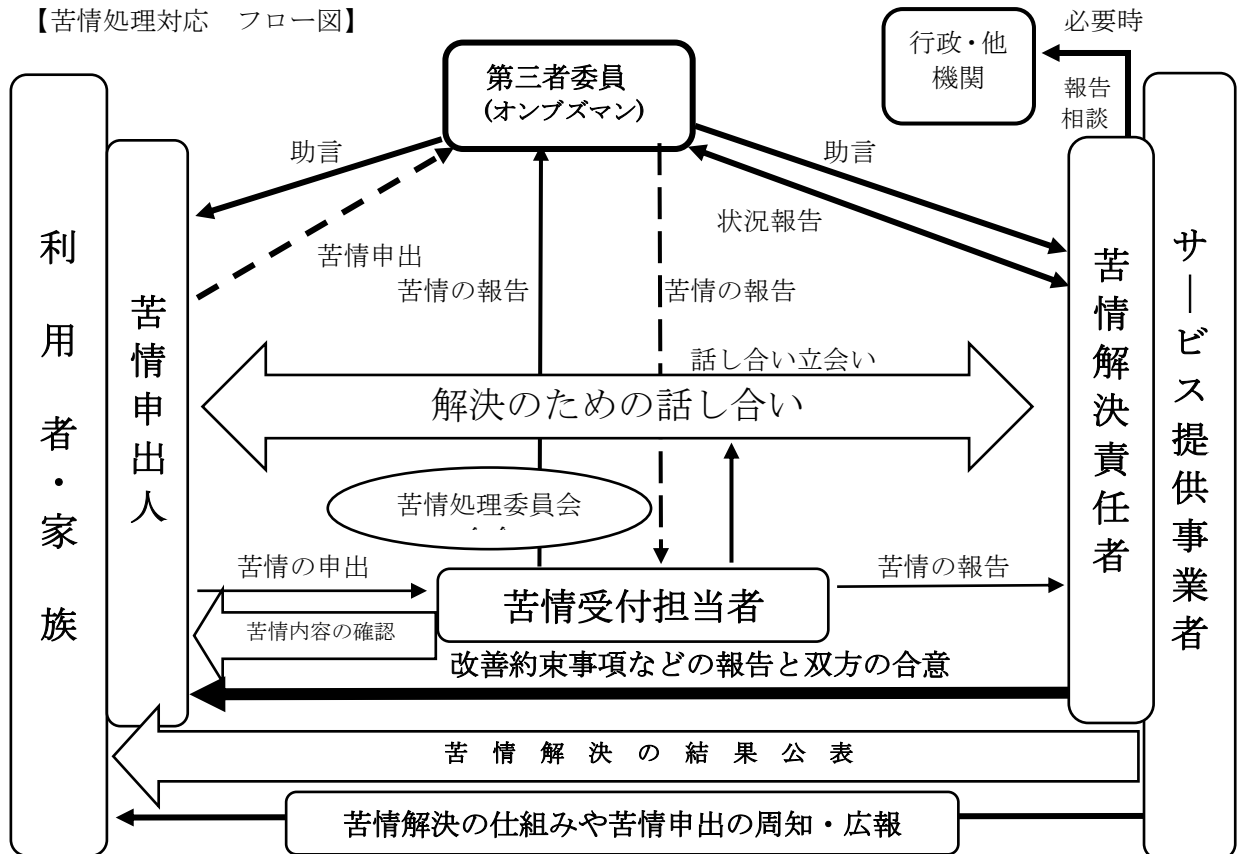 【苦情処理対応　フロー図】
必要時
行政・他
機関
第三者委員
(オンブズマン)
報告
相談
助言
助言
状況報告
苦情申出
苦情の報告
苦情の報告
利用者・家族
苦情申出人
苦情解決責任者
サービス提供事業者
話し合い立会い
解決のための話し合い
苦情処理委員会
苦情の申出
苦情の報告
苦情受付担当者
苦情内容の確認
改善約束事項などの報告と双方の合意
苦情解決の結果公表
苦情解決の仕組みや苦情申出の周知・広報